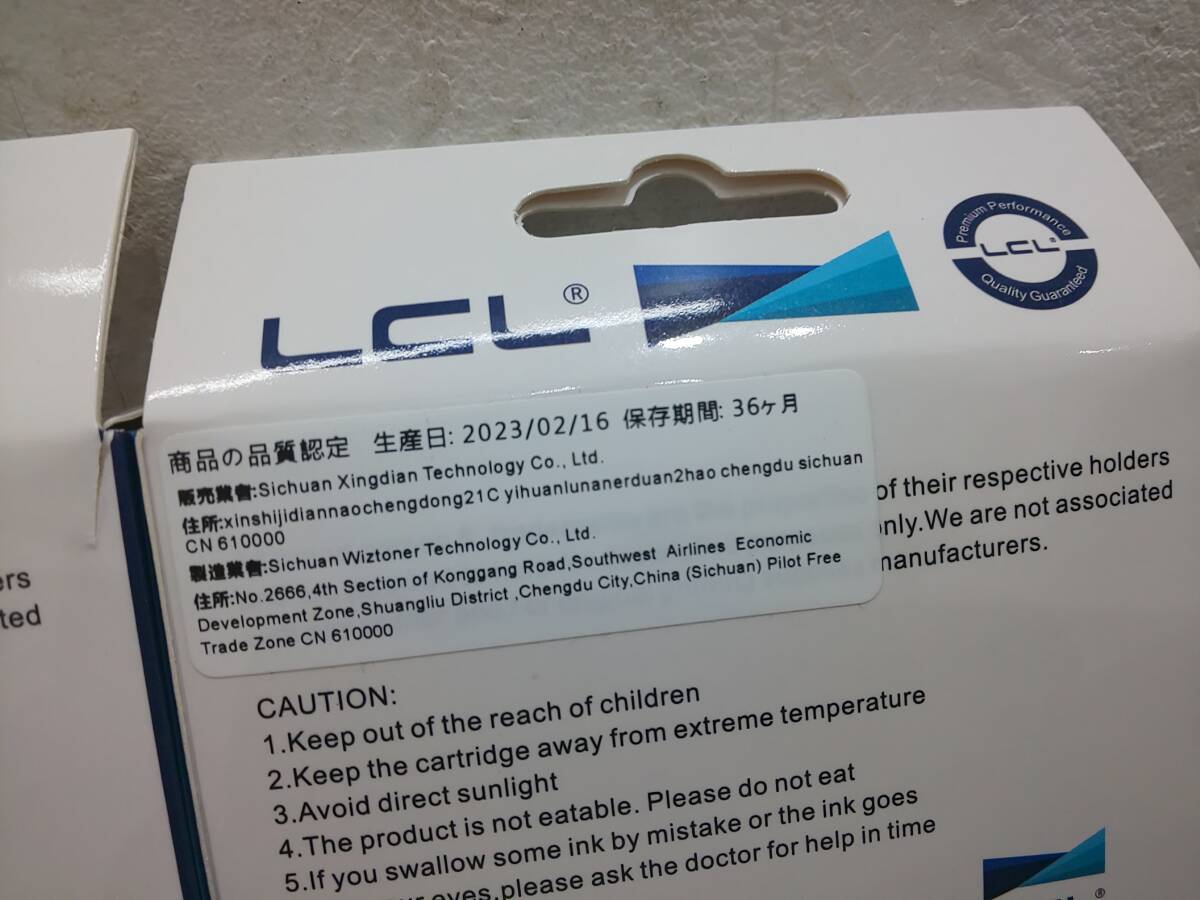 LCL®
Premium Performance
LCL®
Quality Guaranteed
商品の品質認定 生産日: 2023/02/16 保存期間: 36ヶ月
販売業者:Sichuan Xingdian Technology Co., Ltd.
住所:xinshijidiannaochengdong21C yihuanlunanerduan2hao chengdu sichuan
CN 610000
製造業者:Sichuan Wiztoner Technology Co., Ltd.
住所:No.2666,4th Section of Konggang Road,Southwest Airlines Economic
Development Zone,Shuangliu District ,Chengdu City,China (Sichuan) Pilot Free
Trade Zone CN 610000
of their respective holders
only.We are not associated
manufacturers.
CAUTION:
1.Keep out of the reach of children
2.Keep the cartridge away from extreme temperature
3.Avoid direct sunlight
4.The product is not eatable. Please do not eat
5.If you swallow some ink by mistake or the ink goes
eyes,please ask the doctor for help in time
®